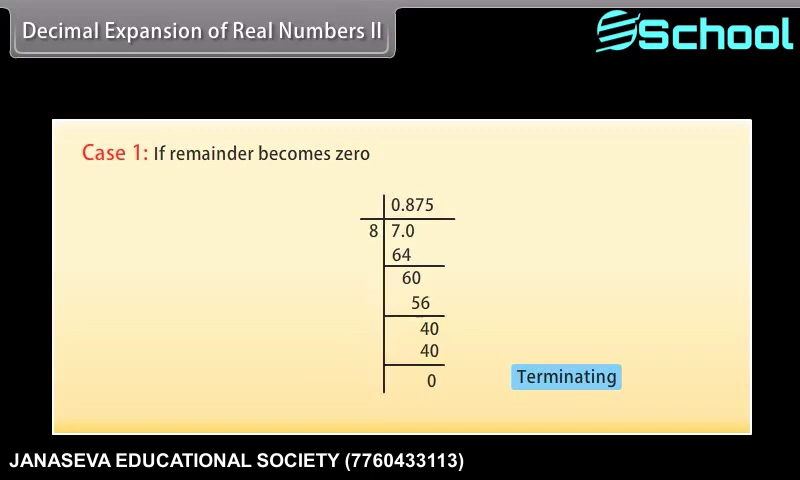 Decimal Expansion of Real Numbers II
School
Case 1: If remainder becomes zero
0.875
8 7.0
64
60
56
40
40
0
Terminating
JANASEVA EDUCATIONAL SOCIETY (7760433113)